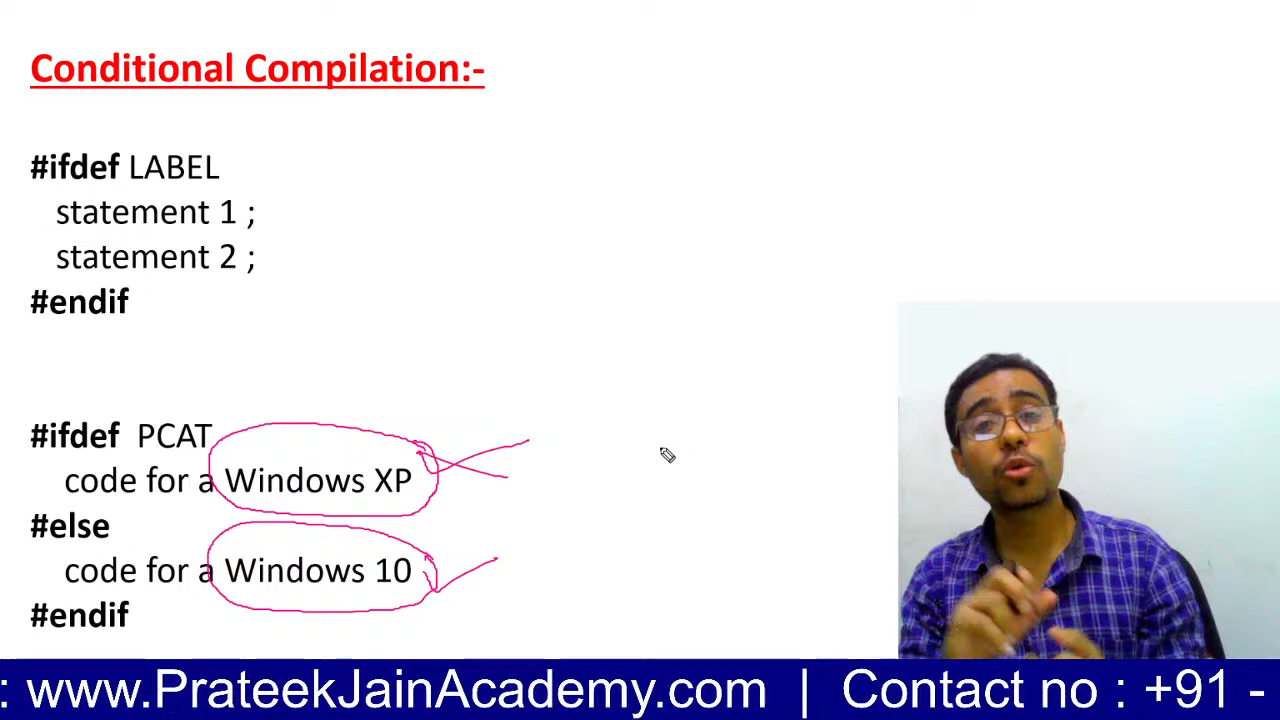 Conditional Compilation:-
#ifdef LABEL
statement 1 ;
statement 2 ;
#endif
#ifdef PCAT
code for a Windows XP
#else
code for a Windows 10
#endif
: www.PrateekJainAcademy.com | Contact no : +91 -